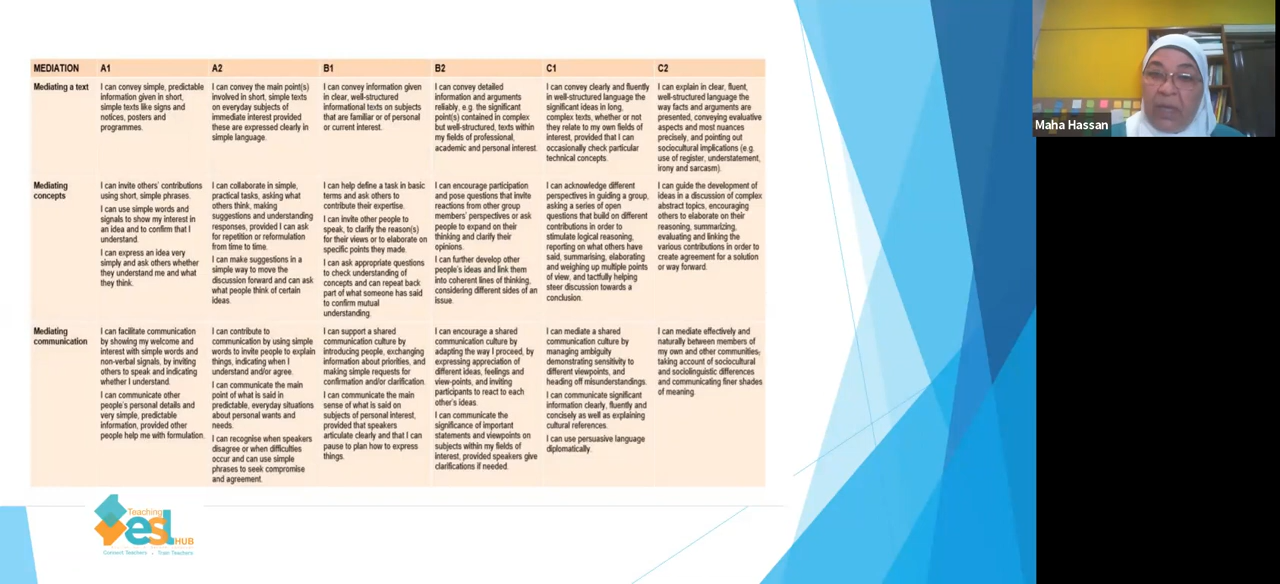 MEDIATION A1 A2 B1 B2 C1 C2
Mediating a text
I can convey simple, predictable
information given in short,
simple texts like signs and
notices, posters and
programmes.
I can convey the main point(s)
involved in short, simple texts
on everyday subjects of
immediate interest provided
these are expressed clearly in
simple language.
I can convey information given
in clear, well-structured
informational texts on subjects
that are familiar or of personal
or current interest.
I can convey detailed
information and arguments
reliably, e.g. the significant
point(s) contained in complex
but well-structured, texts within
my fields of professional,
academic and personal interest.
I can convey clearly and fluently
in well-structured language the
significant ideas in long,
complex texts, whether or not
they relate to my own fields of
interest, provided that I can
occasionally check particular
technical concepts.
I can explain in clear, fluent,
well-structured language the
way facts and arguments are
presented, conveying evaluative
aspects and most nuances
precisely, and pointing out
sociocultural implications (e.g.
use of register, understatement,
irony and sarcasm).
Mediating
concepts
I can invite others' contributions
using short, simple phrases.
I can use simple words and
signals to show my interest in
an idea and to confirm that I
understand.
I can express an idea very
simply and ask others whether
they understand me and what
they think.
I can collaborate in simple,
practical tasks, asking what
others think, making
suggestions and understanding
responses, provided I can ask
for repetition or reformulation
from time to time.
I can make suggestions in a
simple way to move the
discussion forward and can ask
what people think of certain
ideas.
I can help define a task in basic
terms and ask others to
contribute their expertise.
I can invite other people to
speak, to clarify the reason(s)
for their views or to elaborate on
specific points they made.
I can ask appropriate questions
to check understanding of
concepts and can repeat back
part of what someone has said
to confirm mutual
understanding.
I can encourage participation
and pose questions that invite
reactions from other group
members' perspectives or ask
people to expand on their
thinking and clarify their
opinions.
I can further develop other
people's ideas and link them
into coherent lines of thinking,
considering different sides of an
issue.
I can acknowledge different
perspectives in guiding a group,
asking a series of open
questions that build on different
contributions in order to
stimulate logical reasoning,
reporting on what others have
said, summarising, elaborating
and weighing up multiple points
of view, and tactfully helping
steer discussion towards a
conclusion.
I can guide the development of
ideas in a discussion of complex
abstract topics, encouraging
others to elaborate on their
reasoning, summarizing,
evaluating and linking the
various contributions in order to
create agreement for a solution
or way forward.
Mediating
communication
I can facilitate communication
by showing my welcome and
interest with simple words and
non-verbal signals, by inviting
others to speak and indicating
whether I understand.
I can communicate other
people's personal details and
very simple, predictable
information, provided other
people help me with formulation.
I can contribute to
communication by using simple
words to invite people to explain
things, indicating when I
understand and/or agree.
I can communicate the main
point of what is said in
predictable, everyday situations
about personal wants and
needs.
I can recognise when speakers
disagree or when difficulties
occur and can use simple
phrases to seek compromise
and agreement.
I can support a shared
communication culture by
introducing people, exchanging
information about priorities, and
making simple requests for
confirmation and/or clarification.
I can communicate the main
sense of what is said on
subjects of personal interest,
provided that speakers
articulate clearly and that I can
pause to plan how to express
things.
I can encourage a shared
communication culture by
adapting the way I proceed, by
expressing appreciation of
different ideas, feelings and
view-points, and inviting
participants to react to each
other's ideas.
I can communicate the
significance of important
statements and viewpoints on
subjects within my fields of
interest, provided speakers give
clarifications if needed.
I can mediate a shared
communication culture by
managing ambiguity
demonstrating sensitivity to
different viewpoints, and
heading off misunderstandings.
I can communicate significant
information clearly, fluently and
concisely as well as explaining
cultural references.
I can use persuasive language
diplomatically.
I can mediate effectively and
naturally between members of
my own and other communities,
taking account of sociocultural
and sociolinguistic differences
and communicating finer shades
of meaning.
Teaching
esl
HUB
Connect Teachers . Train Teachers
Maha Hassan